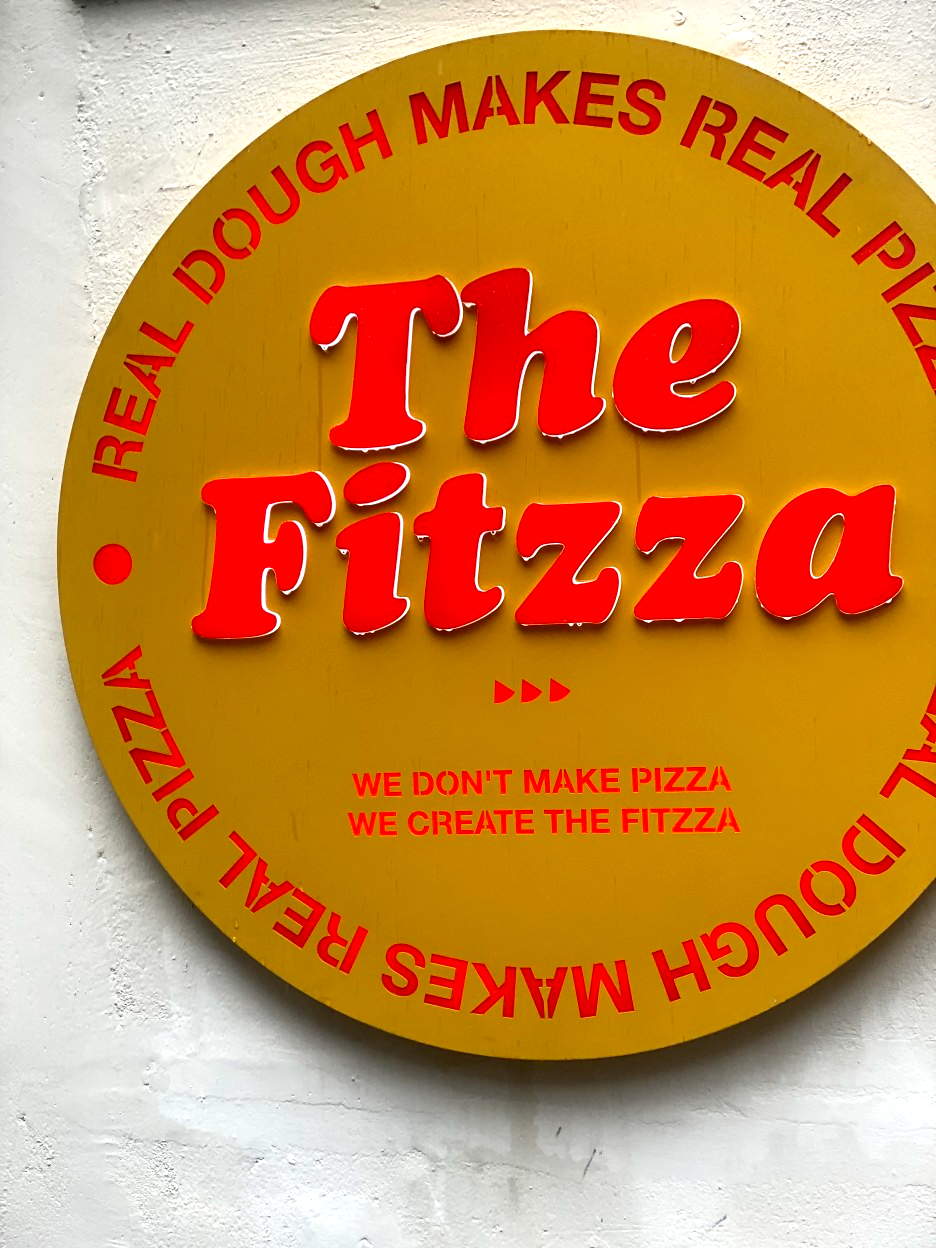 REAL DOUGH MAKES REAL
The
Fitzza
WE DON'T MAKE PIZZA
WE CREATE THE FITZZA
DOUGH MAKES REAL PIZZA